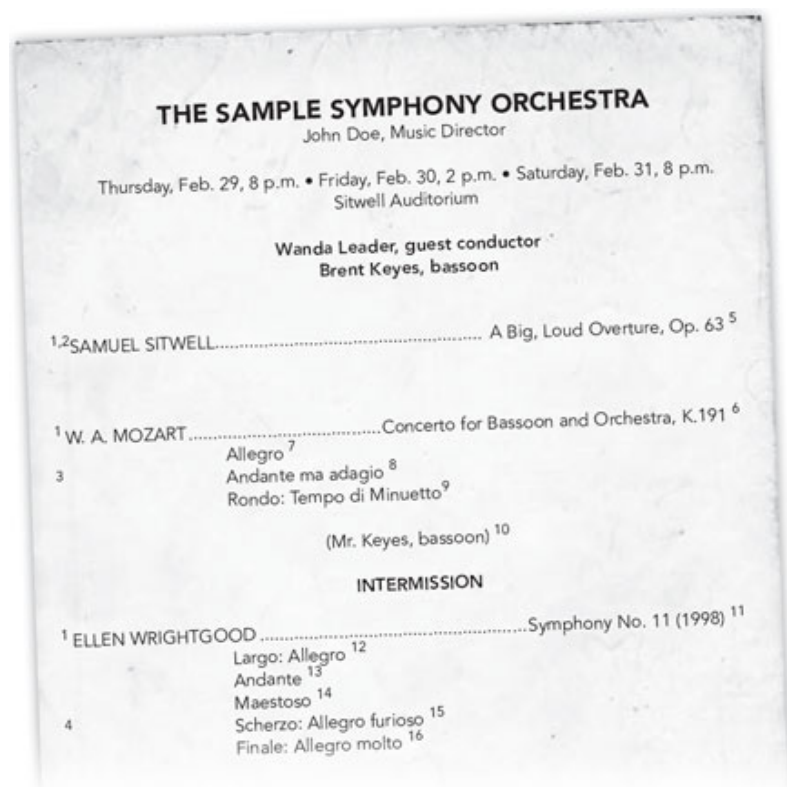 THE SAMPLE SYMPHONY ORCHESTRA
John Doe, Music Director
Thursday, Feb. 29, 8 p.m. • Friday, Feb. 30, 2 p.m. • Saturday, Feb. 31, 8 p.m.
Sitwell Auditorium
Wanda Leader, guest conductor
Brent Keyes, bassoon
1,2SAMUEL SITWELL.................................................. A Big, Loud Overture, Op. 63 5
1 W. A. MOZART....................................Concerto for Bassoon and Orchestra, K.191 6
Allegro 7
3 Andante ma adagio 8
Rondo: Tempo di Minuetto9
(Mr. Keyes, bassoon) 10
INTERMISSION
1 ELLEN WRIGHTGOOD ..................................................Symphony No. 11 (1998) 11
Largo: Allegro 12
Andante 13
Maestoso 14
4 Scherzo: Allegro furioso 15
Finale: Allegro molto 16